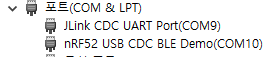 포트(COM & LPT)
JLink CDC UART Port(COM9)
nRF52 USB CDC BLE Demo(COM10)